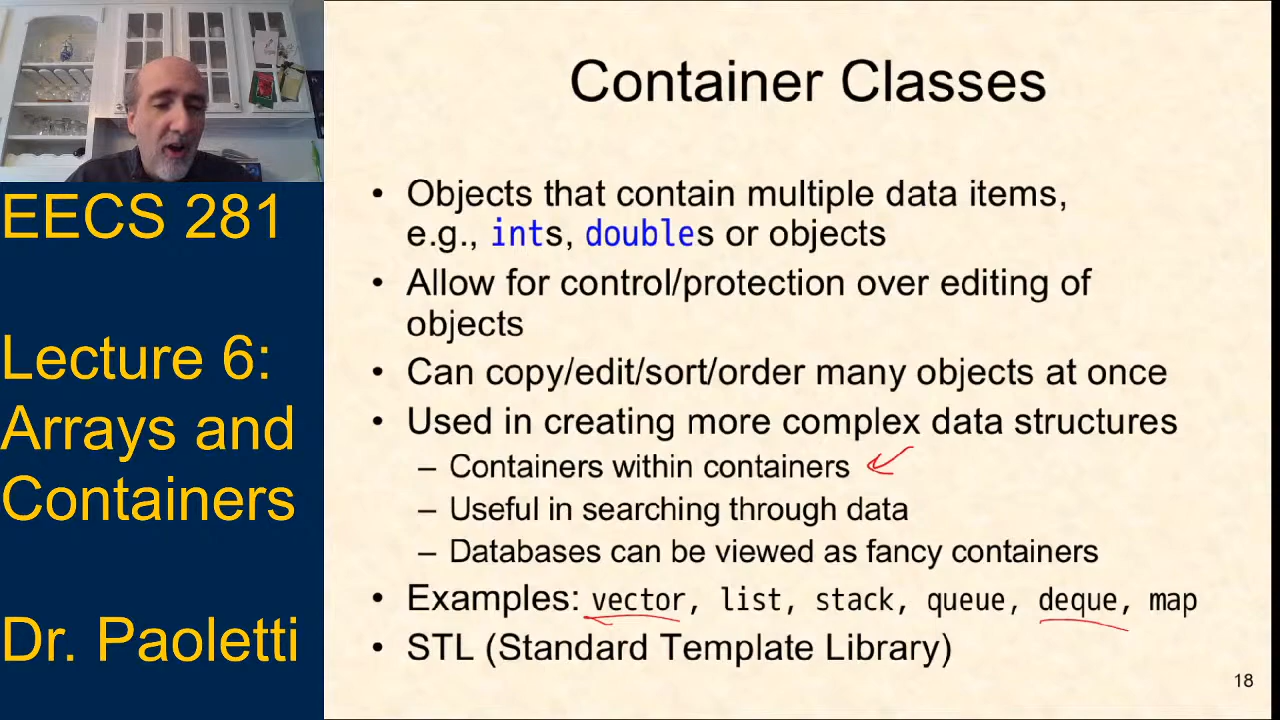 EECS 281
Lecture 6:
Arrays and
Containers
Dr. Paoletti
Container Classes
• Objects that contain multiple data items,
e.g., ints, doubles or objects
• Allow for control/protection over editing of
objects
• Can copy/edit/sort/order many objects at once
• Used in creating more complex data structures
– Containers within containers
– Useful in searching through data
– Databases can be viewed as fancy containers
• Examples: vector, list, stack, queue, deque, map
• STL (Standard Template Library)
18